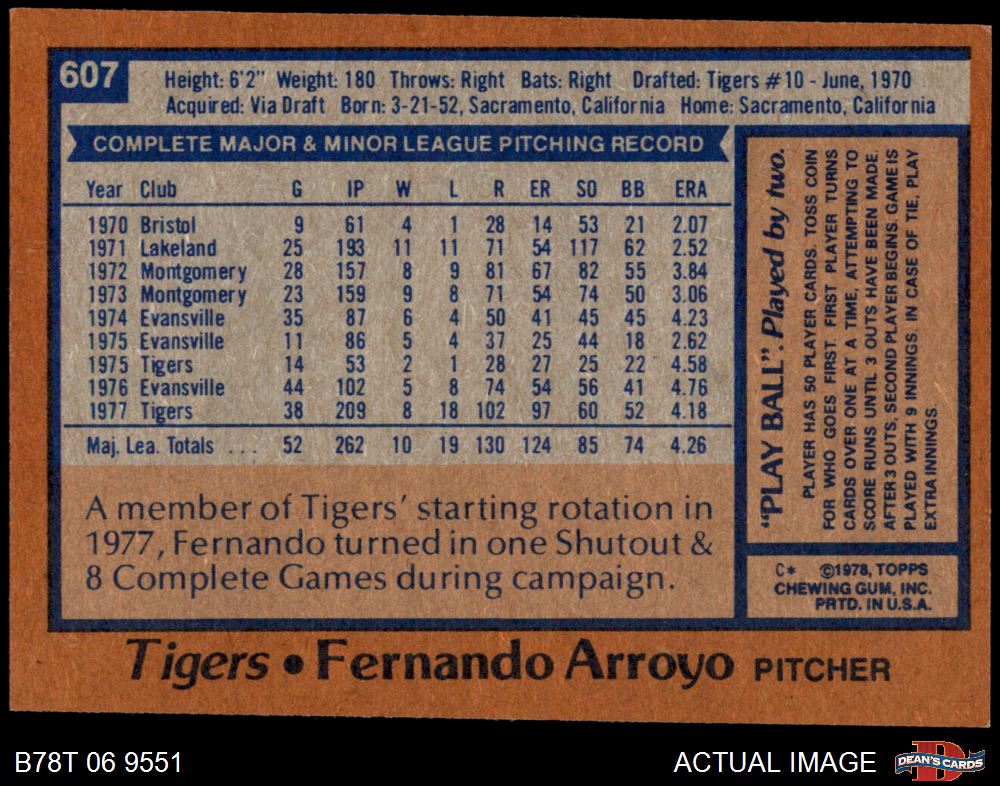 607
Height: 6'2" Weight: 180 Throws: Right Bats: Right Drafted: Tigers #10 - June, 1970
Acquired: Via Draft Born: 3-21-52, Sacramento, California Home: Sacramento, California
COMPLETE MAJOR & MINOR LEAGUE PITCHING RECORD
Year Club G IP W L R ER SO BB ERA
1970 Bristol 9 61 4 1 28 14 53 21 2.07
1971 Lakeland 25 193 11 11 71 54 117 62 2.52
1972 Montgomery 28 157 8 9 81 67 82 55 3.84
1973 Montgomery 23 159 9 8 71 54 74 50 3.06
1974 Evansville 35 87 6 4 50 41 45 45 4.23
1975 Evansville 11 86 5 4 37 25 44 18 2.62
1975 Tigers 14 53 2 1 28 27 25 22 4.58
1976 Evansville 44 102 5 8 74 54 56 41 4.76
1977 Tigers 38 209 8 18 102 97 60 52 4.18
Maj. Lea. Totals . . . 52 262 10 19 130 124 85 74 4.26
A member of Tigers' starting rotation in
1977, Fernando turned in one Shutout &
8 Complete Games during campaign.
"PLAY BALL". Played by two.
PLAYER HAS 50 PLAYER CARDS. TOSS COIN
FOR WHO GOES FIRST. FIRST PLAYER TURNS
CARDS OVER ONE AT A TIME, ATTEMPTING TO
SCORE RUNS UNTIL 3 OUTS HAVE BEEN MADE.
AFTER 3 OUTS, SECOND PLAYER BEGINS. GAME IS
PLAYED WITH 9 INNINGS. IN CASE OF TIE, PLAY
EXTRA INNINGS.
C* ©1978, TOPPS
CHEWING GUM, INC.
PRTD. IN U.S.A.
Tigers • Fernando Arroyo PITCHER
B78T 06 9551
ACTUAL IMAGE
DEAN'S CARDS